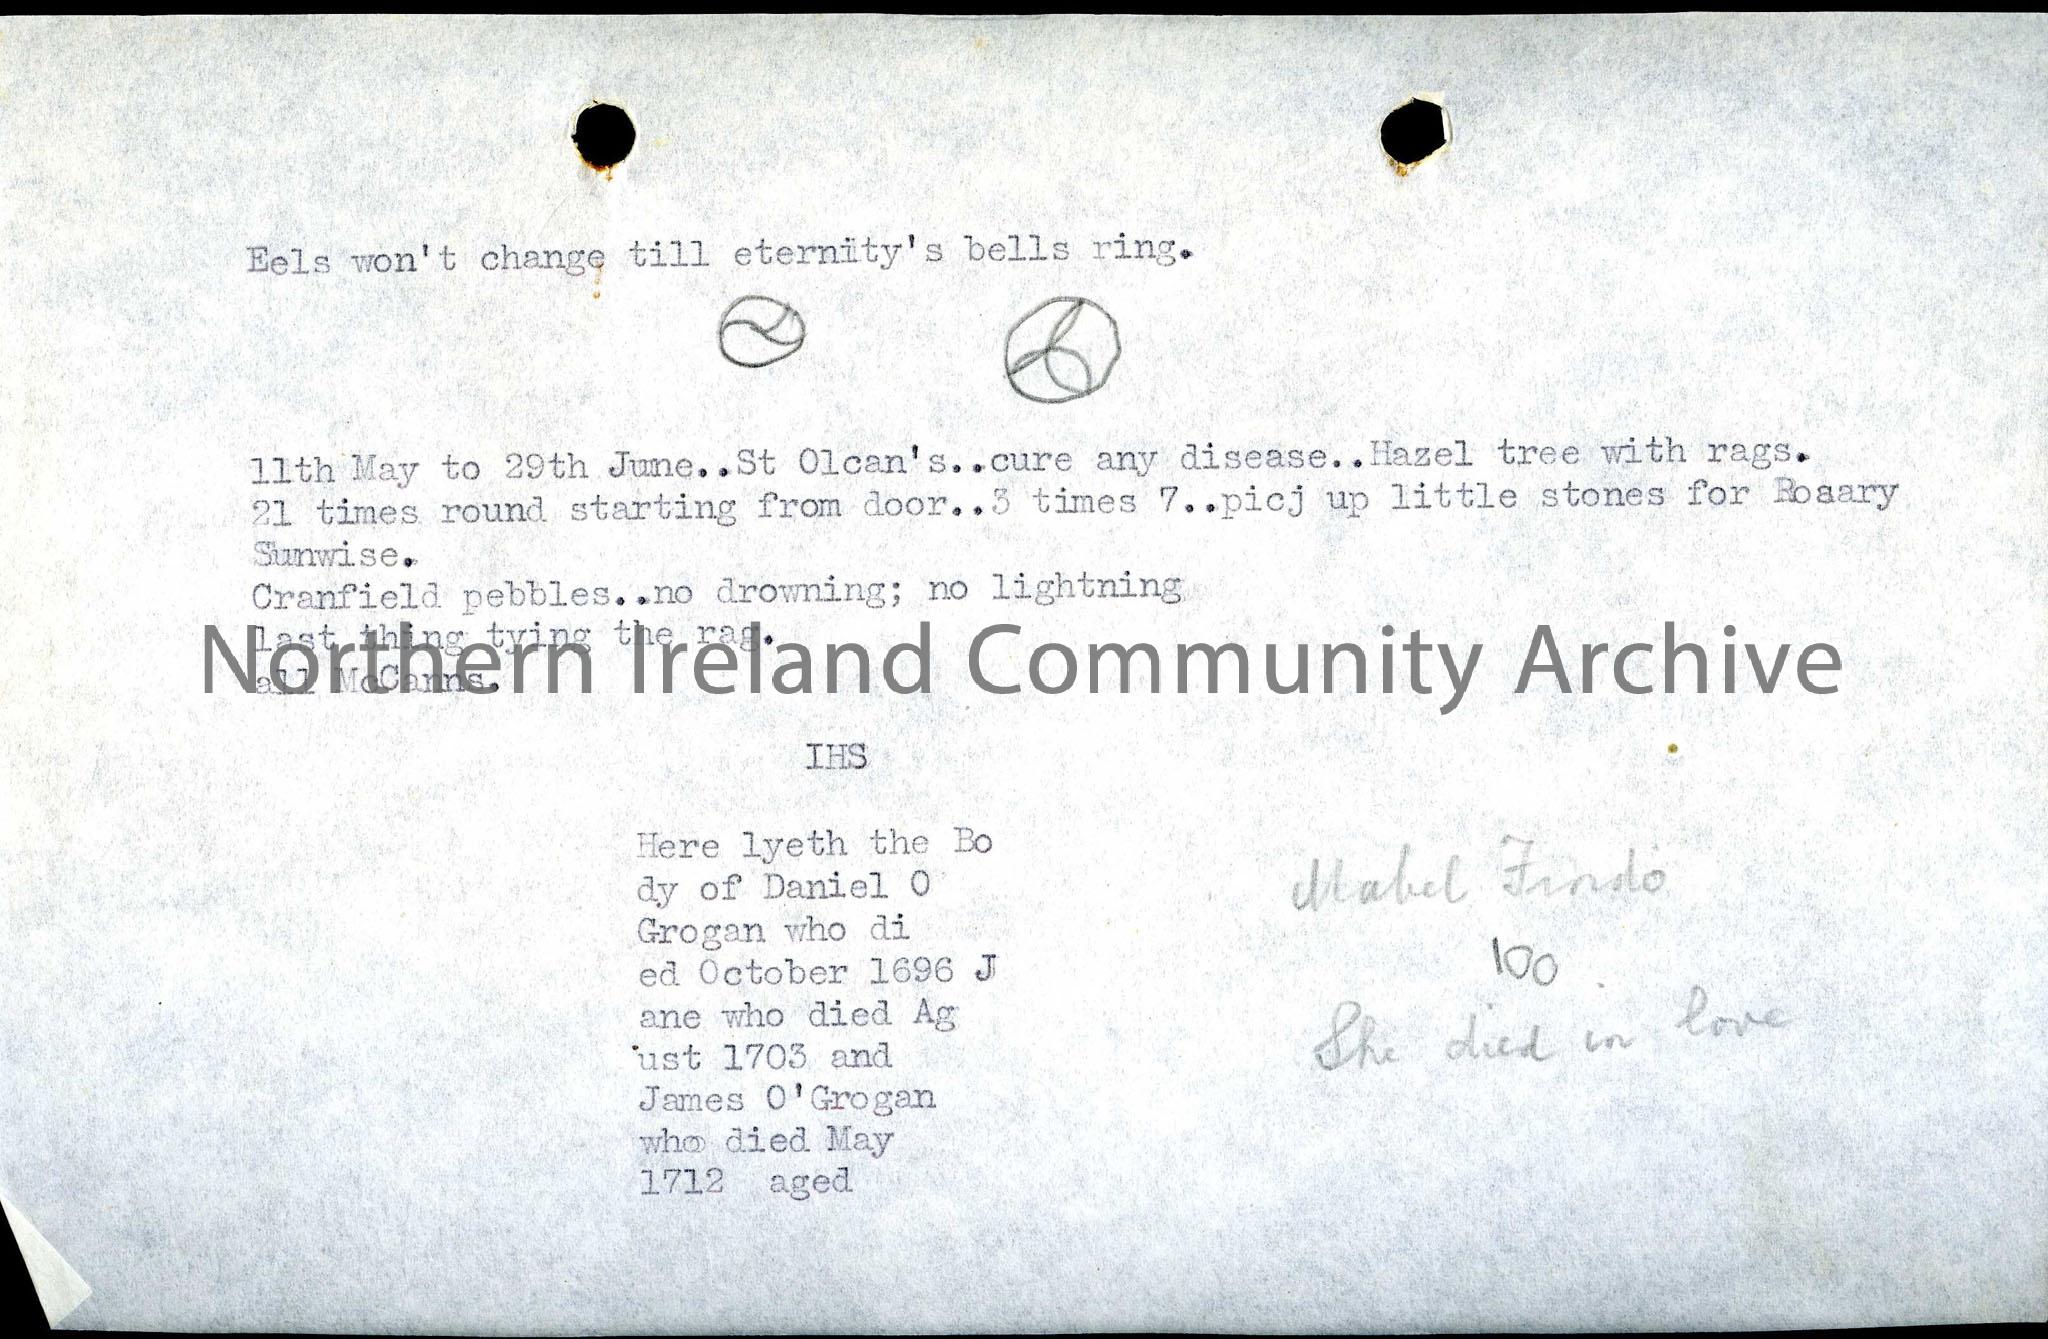 Eels won't change till eternity's bells ring.
11th May to 29th June..St Olcan's..cure any disease..Hazel tree with rags.
21 times round starting from door..3 times 7..picj up little stones for Rosary
Sunwise.
Cranfield pebbles..no drowning; no lightning
last thing tying the rag.
all McCanns.
Northern Ireland Community Archive
IHS
Here lyeth the Bo
dy of Daniel O
Grogan who di
ed October 1696 J
ane who died Ag
ust 1703 and
James O'Grogan
who died May
1712 aged
Mabel
100
She died in love